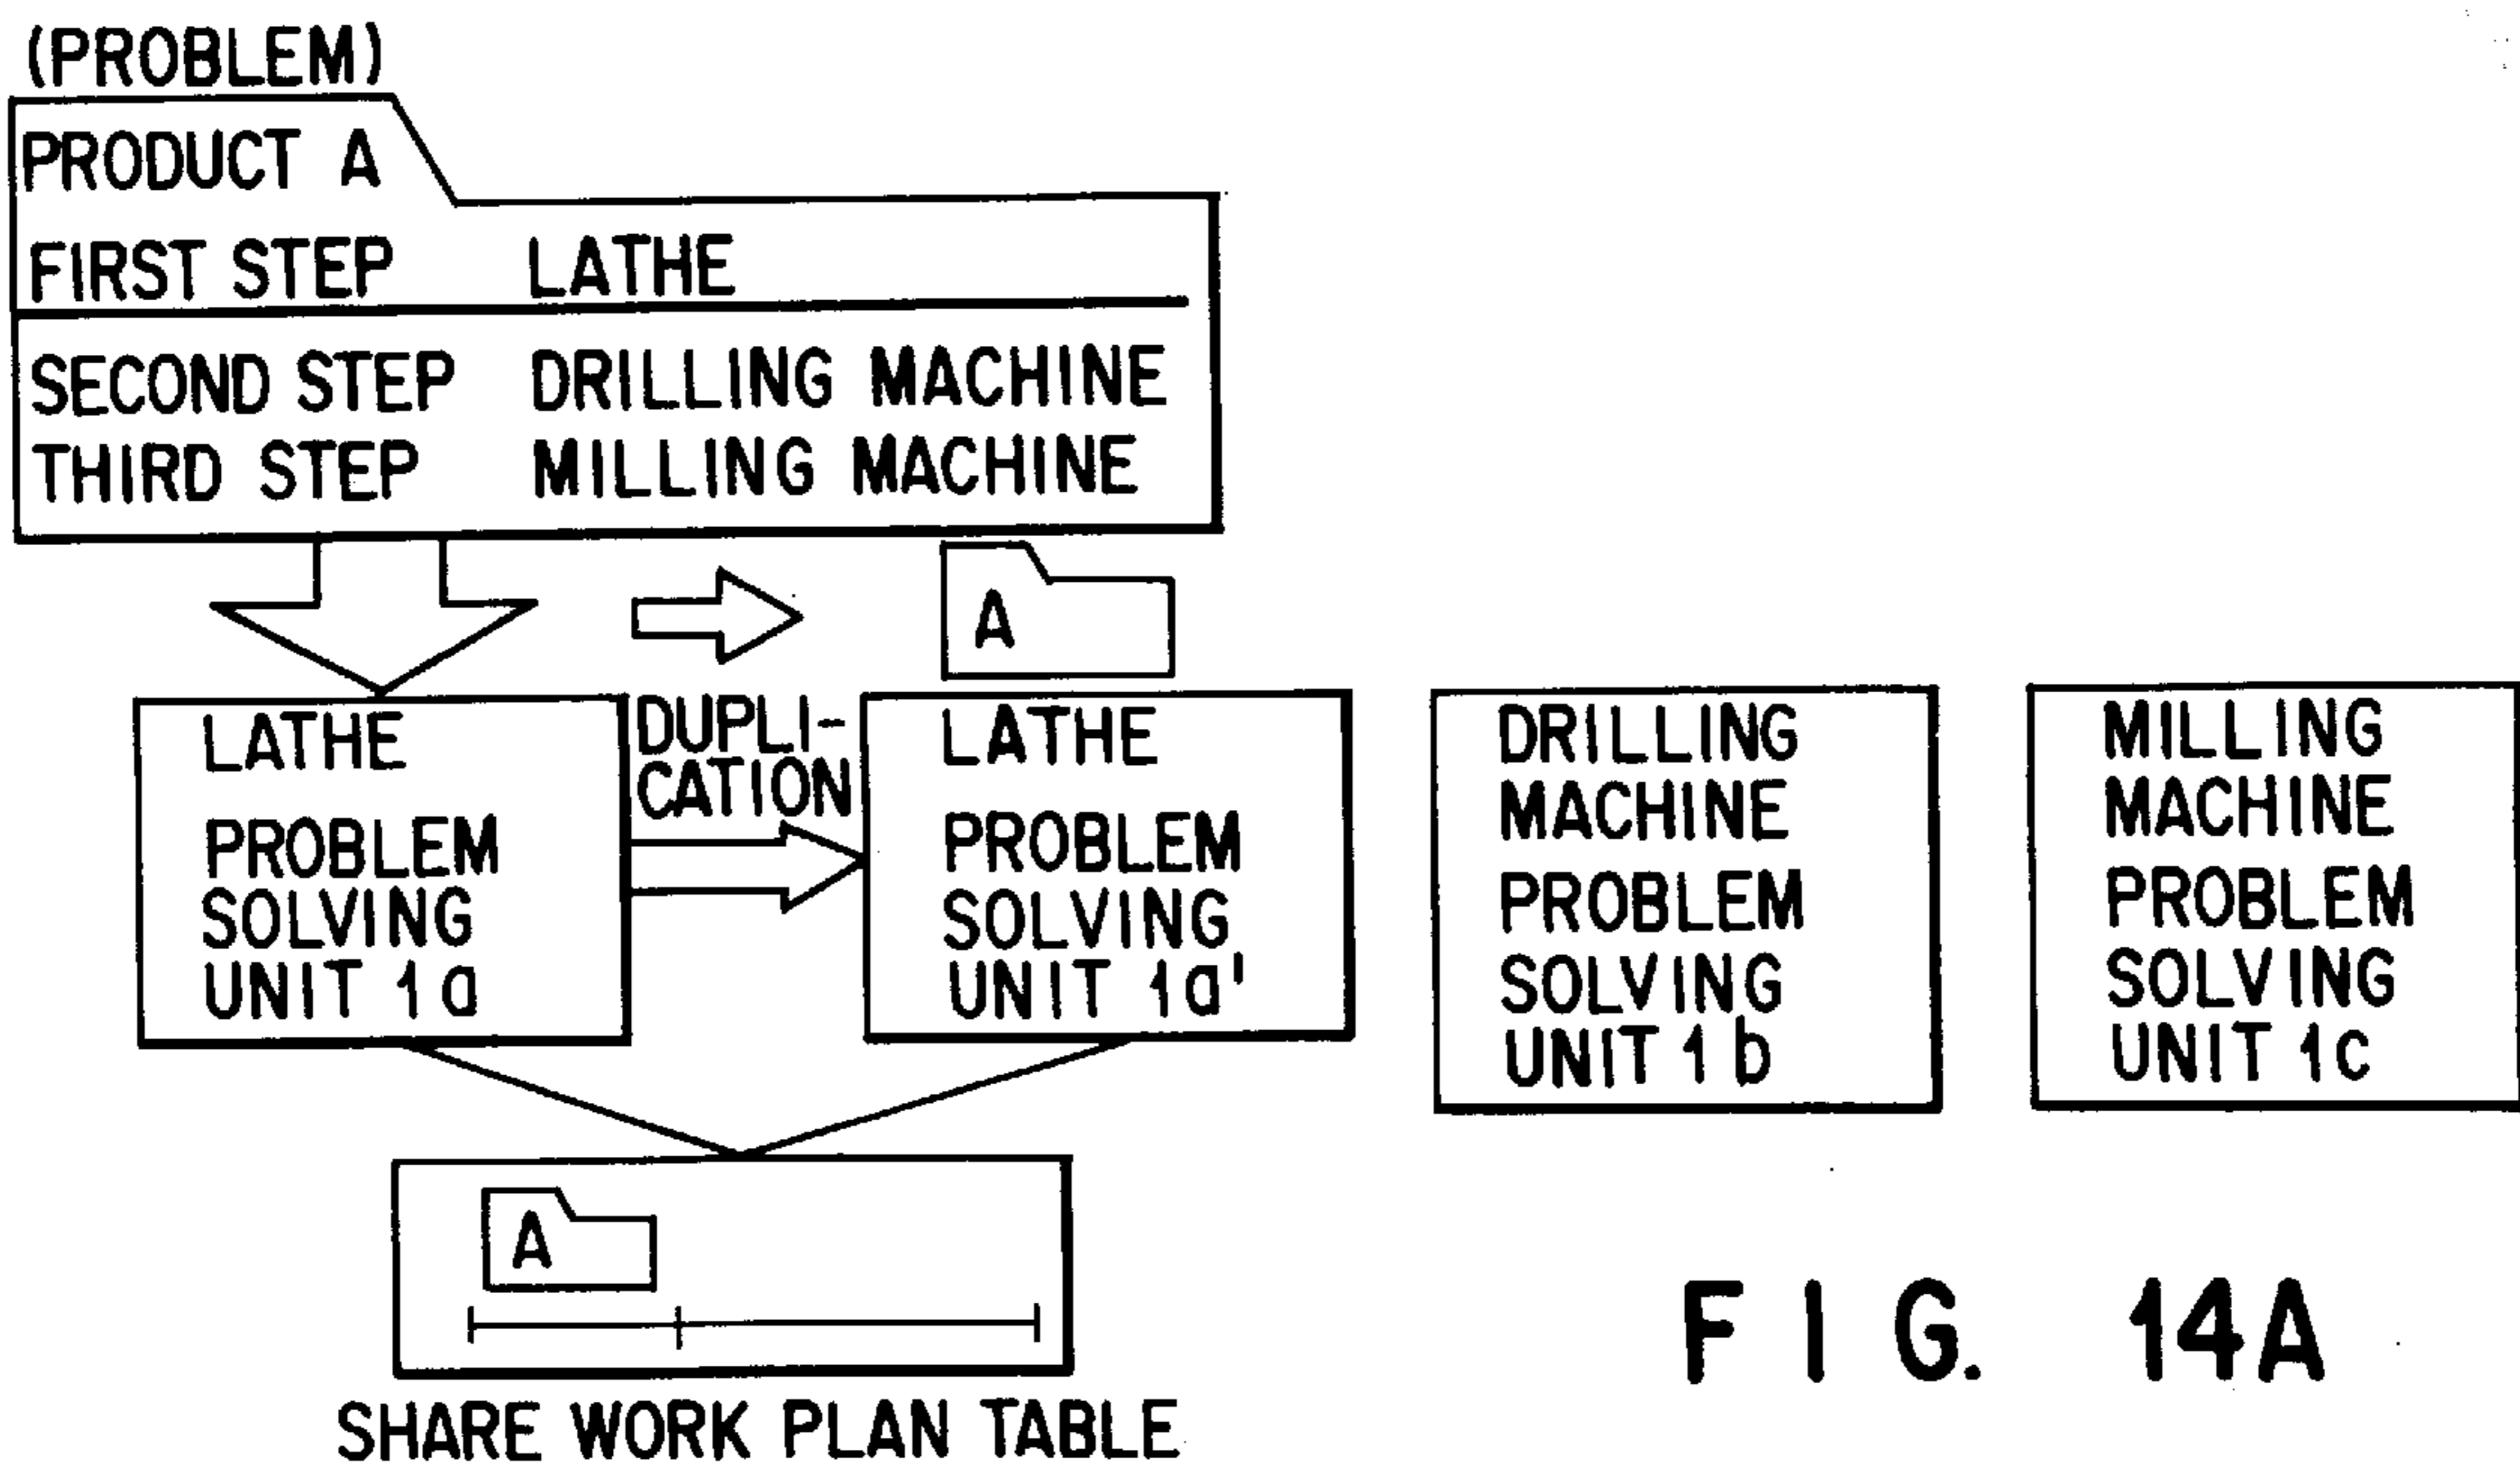 (PROBLEM)
PRODUCT A
FIRST STEP LATHE
SECOND STEP DRILLING MACHINE
THIRD STEP MILLING MACHINE
A
LATHE
PROBLEM
SOLVING
UNIT 1a
DUPLI-
CATION
LATHE
PROBLEM
SOLVING
UNIT 1a'
DRILLING
MACHINE
PROBLEM
SOLVING
UNIT 1b
MILLING
MACHINE
PROBLEM
SOLVING
UNIT 1c
A
SHARE WORK PLAN TABLE
FIG. 14A